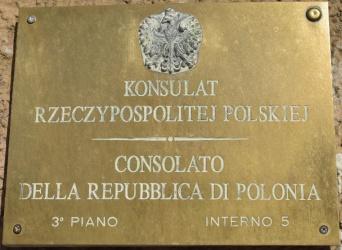 KONSULAT
RZECZYPOSPOLITEJ POLSKIEJ
CONSOLATO
DELLA REPUBBLICA DI POLONIA
3° PIANO INTERNO 5